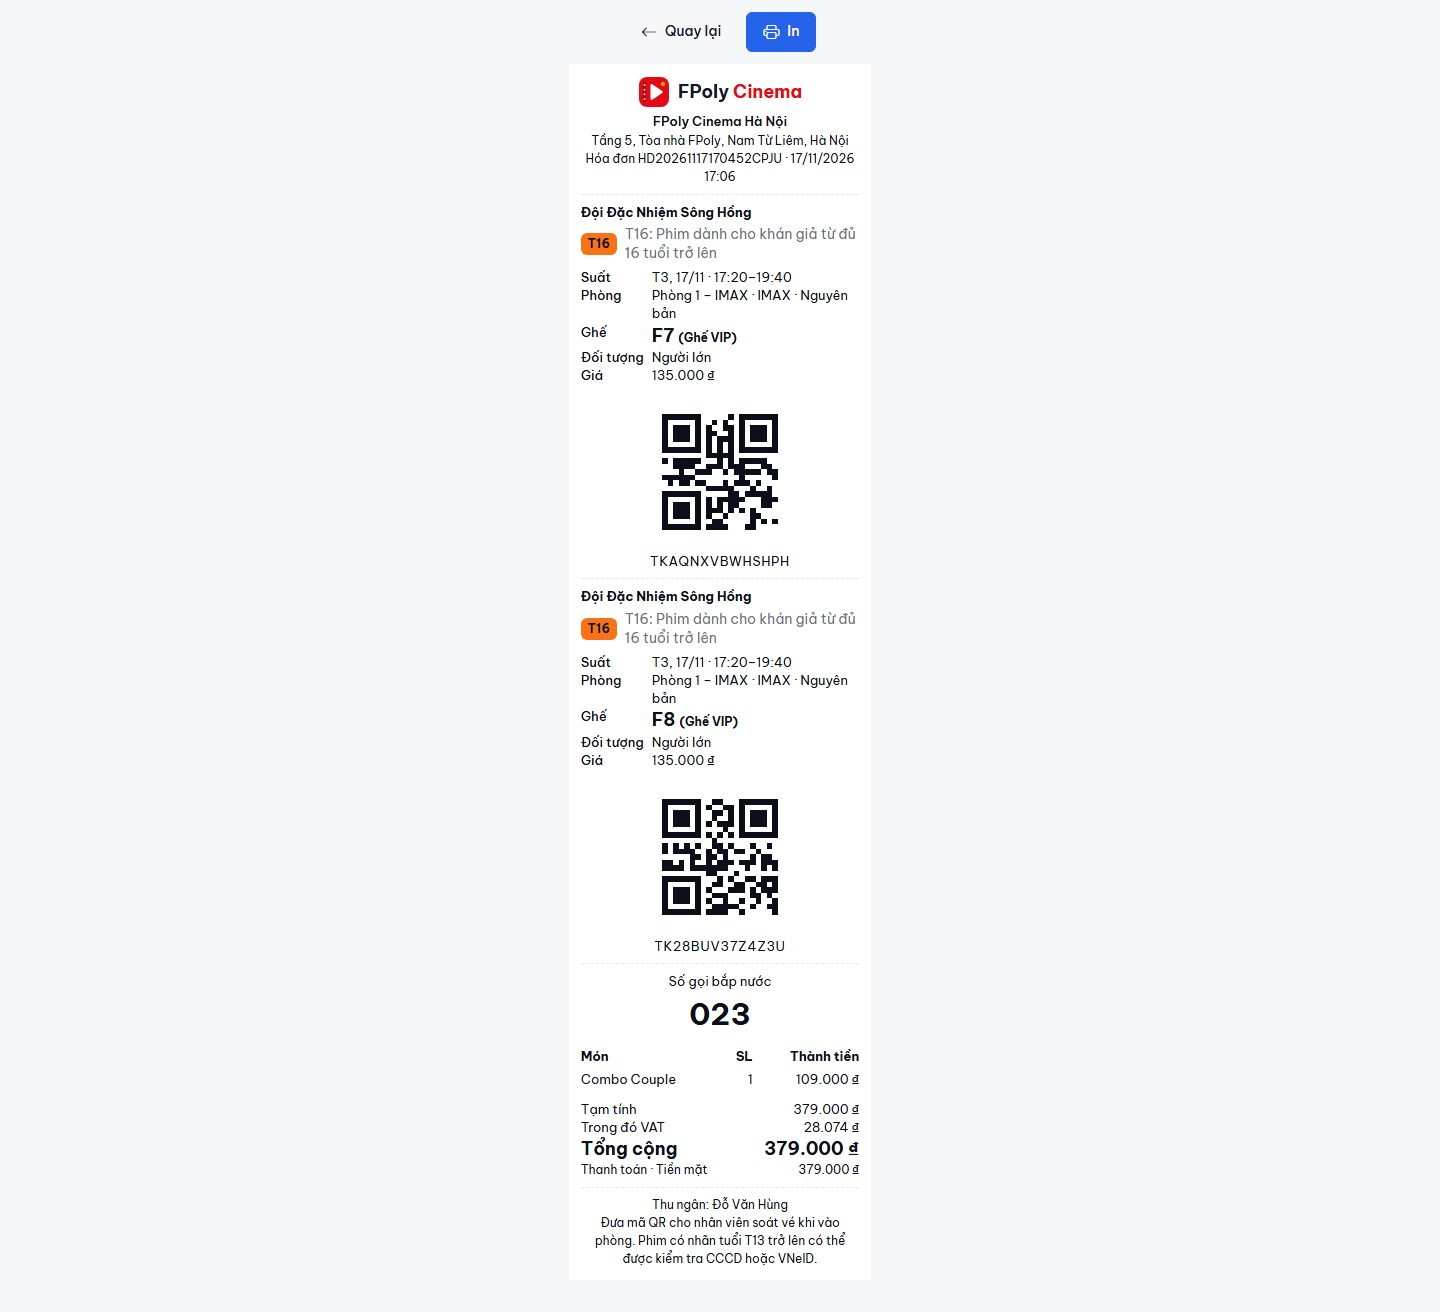 Quay lại
In
FPoly Cinema
FPoly Cinema Hà Nội
Tầng 5, Tòa nhà FPoly, Nam Từ Liêm, Hà Nội
Hóa đơn HD20261117170452CPJU · 17/11/2026
17:06
Đội Đặc Nhiệm Sông Hồng
T16
T16: Phim dành cho khán giả từ đủ
16 tuổi trở lên
Suất T3, 17/11 · 17:20–19:40
Phòng Phòng 1 – IMAX · IMAX · Nguyên
bản
Ghế F7 (Ghế VIP)
Đối tượng Người lớn
Giá 135.000 ₫
TKAQNXVBWHSHPH
Đội Đặc Nhiệm Sông Hồng
T16
T16: Phim dành cho khán giả từ đủ
16 tuổi trở lên
Suất T3, 17/11 · 17:20–19:40
Phòng Phòng 1 – IMAX · IMAX · Nguyên
bản
Ghế F8 (Ghế VIP)
Đối tượng Người lớn
Giá 135.000 ₫
TK28BUV37Z4Z3U
Số gọi bắp nước
023
Món SL Thành tiền
Combo Couple 1 109.000 ₫
Tạm tính 379.000 ₫
Trong đó VAT 28.074 ₫
Tổng cộng 379.000 ₫
Thanh toán · Tiền mặt 379.000 ₫
Thu ngân: Đỗ Văn Hùng
Đưa mã QR cho nhân viên soát vé khi vào
phòng. Phim có nhãn tuổi T13 trở lên có thể
được kiểm tra CCCD hoặc VNeID.